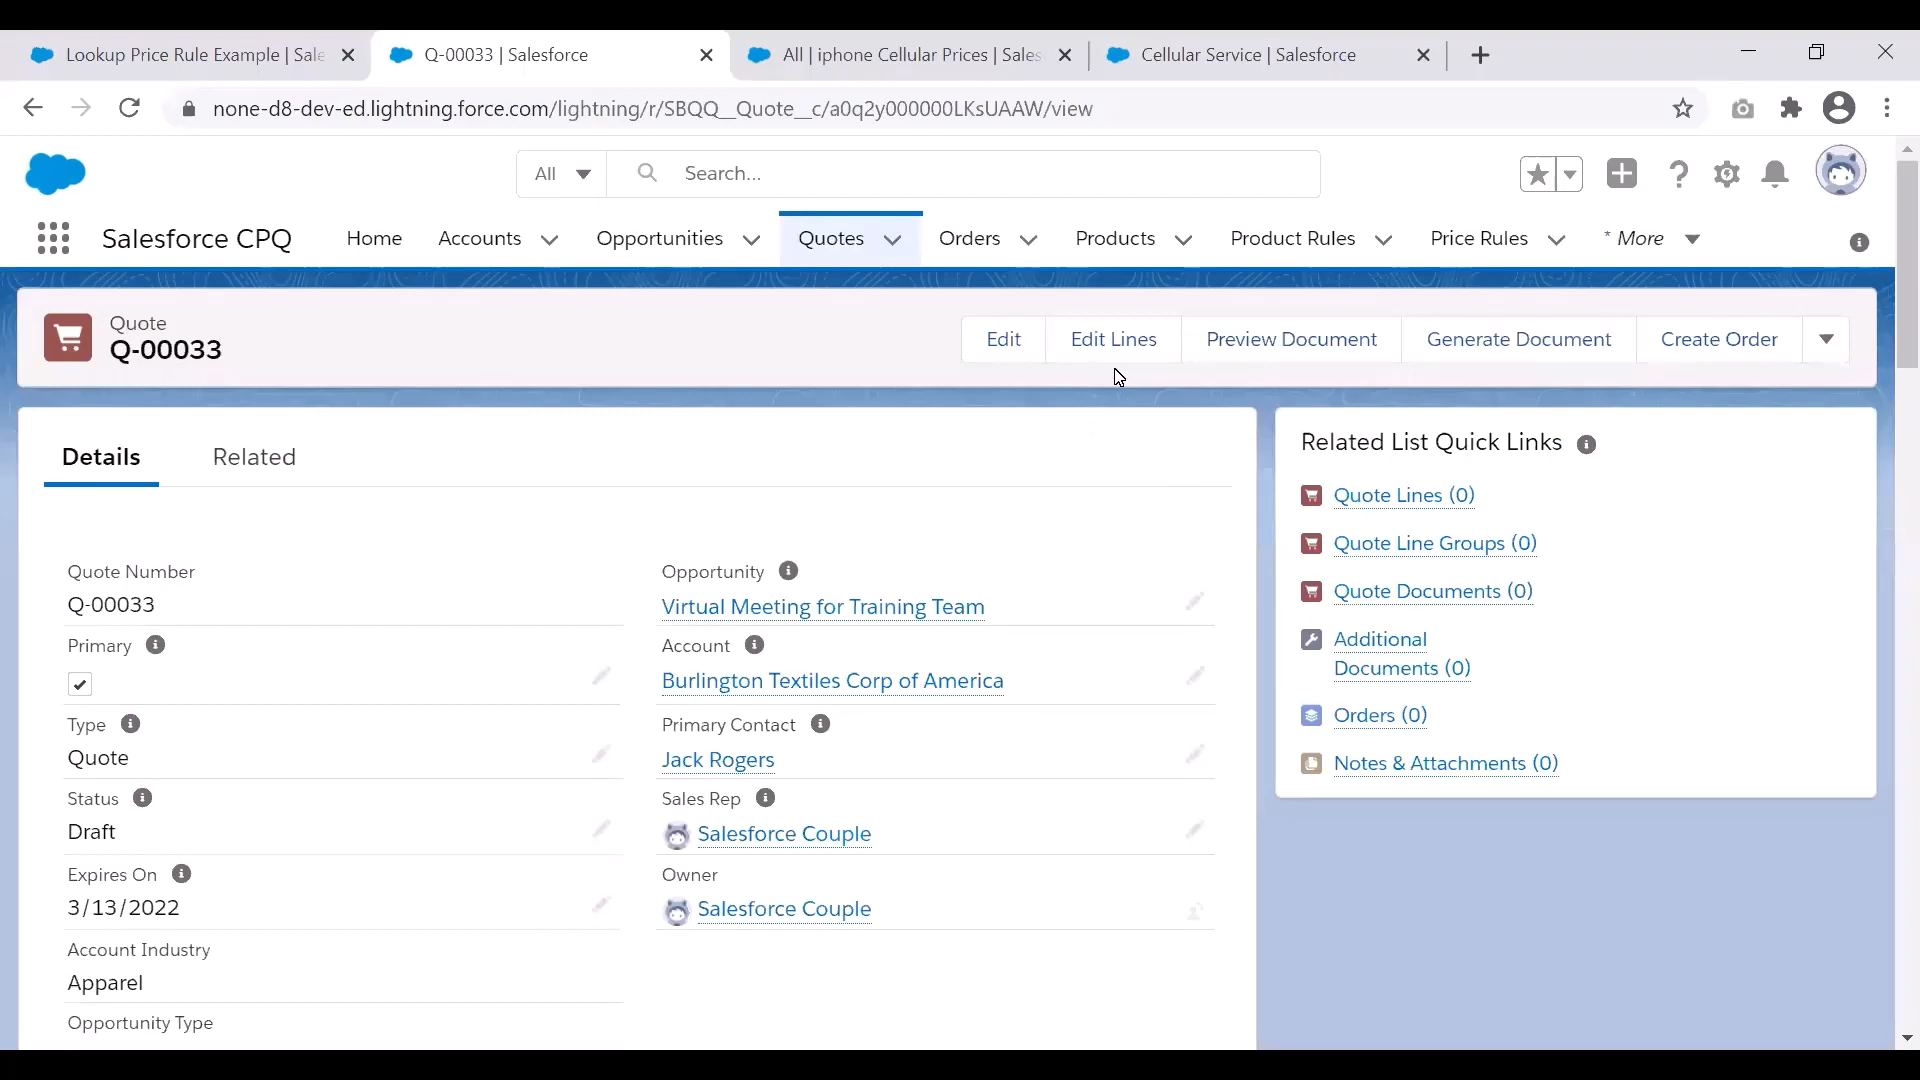 Lookup Price Rule Example | Sale
Q-00033 | Salesforce
All | iphone Cellular Prices | Sales
Cellular Service | Salesforce
none-d8-dev-ed.lightning.force.com/lightning/r/SBQQ__Quote__c/a0q2y000000LKsUAAW/view
All
Search...
Salesforce CPQ
Home
Accounts
Opportunities
Quotes
Orders
Products
Product Rules
Price Rules
* More
Quote
Q-00033
Edit
Edit Lines
Preview Document
Generate Document
Create Order
Details
Related
Quote Number
Q-00033
Primary
Type
Quote
Status
Draft
Expires On
3/13/2022
Account Industry
Apparel
Opportunity Type
Opportunity
Virtual Meeting for Training Team
Account
Burlington Textiles Corp of America
Primary Contact
Jack Rogers
Sales Rep
Salesforce Couple
Owner
Salesforce Couple
Related List Quick Links
Quote Lines (0)
Quote Line Groups (0)
Quote Documents (0)
Additional
Documents (0)
Orders (0)
Notes & Attachments (0)